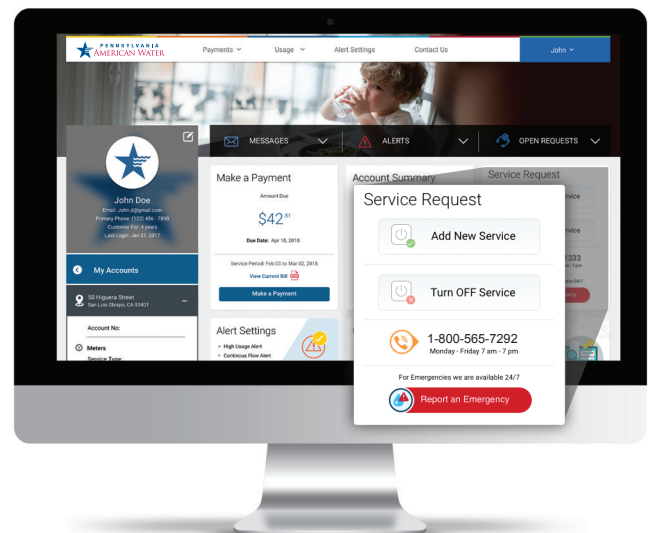 PENNSYLVANIA
AMERICAN WATER
Payments
Usage
Alert Settings
Contact Us
John
MESSAGES
ALERTS
OPEN REQUESTS
John Doe
Email: John.d@gmail.com
Primary Phone: (123) 456 - 7890
Customer For: 4 years
Last Login: Jan 21, 2017
My Accounts
50 Higuera Street
San Luis Obispo, CA 93401
Account No:
Meters
Service Type:
Make a Payment
Amount Due
$42.51
Due Date: Apr 18, 2018
Service Period: Feb 03 to Mar 02, 2018
View Current Bill
Make a Payment
Alert Settings
• High Usage Alert
• Continous Flow Alert
Account Summary
Service Request
1333
Service Request
Add New Service
Turn OFF Service
1-800-565-7292
Monday - Friday 7 am - 7 pm
For Emergencies we are available 24/7
Report an Emergency